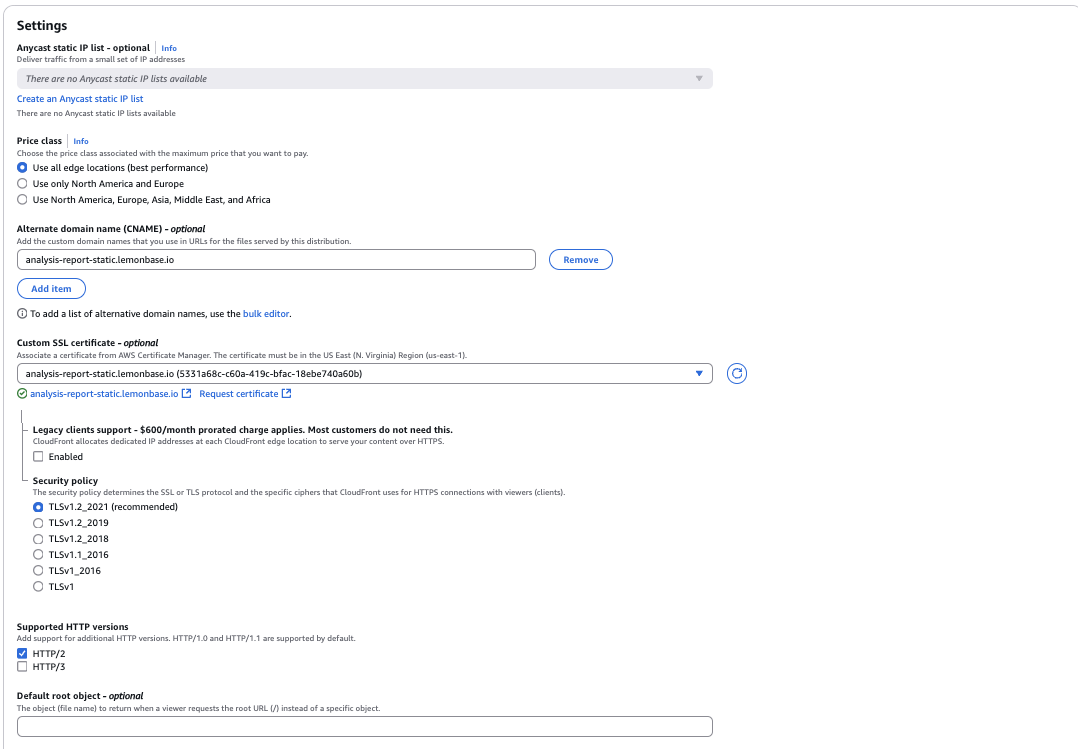 Settings
Anycast static IP list - optional Info
Deliver traffic from a small set of IP addresses
There are no Anycast static IP lists available
Create an Anycast static IP list
There are no Anycast static IP lists available
Price class Info
Choose the price class associated with the maximum price that you want to pay.
Use all edge locations (best performance)
Use only North America and Europe
Use North America, Europe, Asia, Middle East, and Africa
Alternate domain name (CNAME) - optional
Add the custom domain names that you use in URLs for the files served by this distribution.
analysis-report-static.lemonbase.io Remove
Add item
To add a list of alternative domain names, use the bulk editor.
Custom SSL certificate - optional
Associate a certificate from AWS Certificate Manager. The certificate must be in the US East (N. Virginia) Region (us-east-1).
analysis-report-static.lemonbase.io (5331a68c-c60a-419c-bfac-18ebe740a60b)
analysis-report-static.lemonbase.io Request certificate
Legacy clients support - $600/month prorated charge applies. Most customers do not need this.
CloudFront allocates dedicated IP addresses at each CloudFront edge location to serve your content over HTTPS.
Enabled
Security policy
The security policy determines the SSL or TLS protocol and the specific ciphers that CloudFront uses for HTTPS connections with viewers (clients).
TLSv1.2_2021 (recommended)
TLSv1.2_2019
TLSv1.2_2018
TLSv1.1_2016
TLSv1_2016
TLSv1
Supported HTTP versions
Add support for additional HTTP versions. HTTP/1.0 and HTTP/1.1 are supported by default.
HTTP/2
HTTP/3
Default root object - optional
The object (file name) to return when a viewer requests the root URL (/) instead of a specific object.